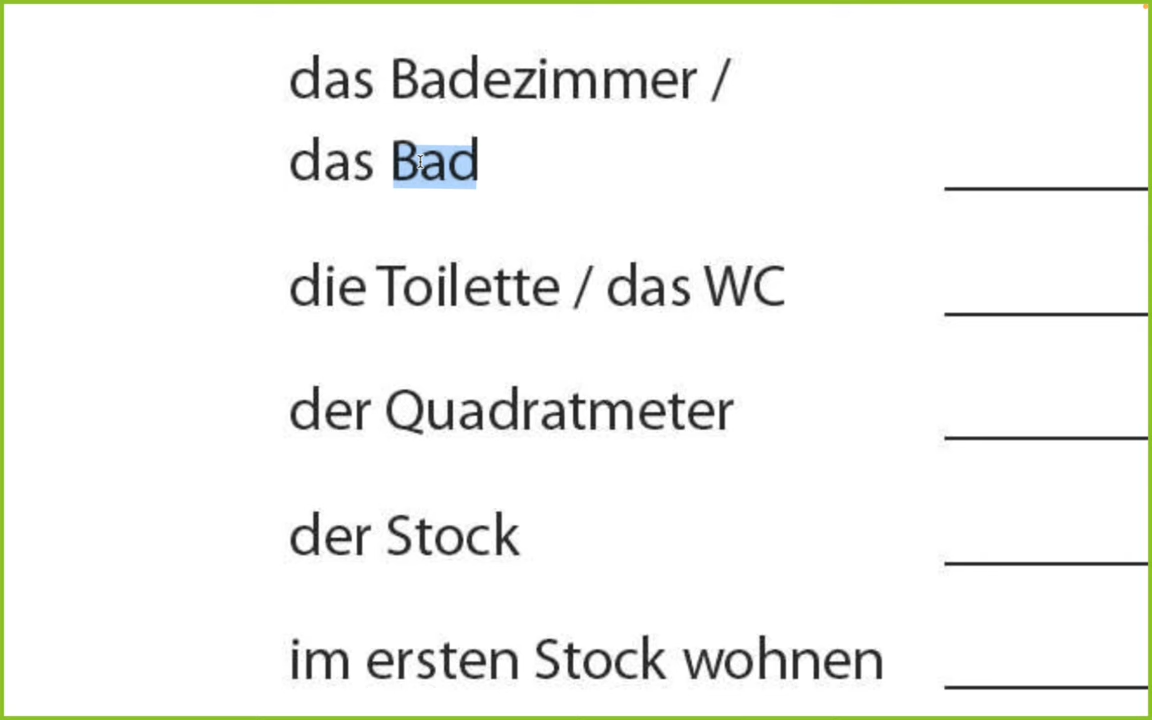 das Badezimmer /
das Bad
die Toilette / das WC
der Quadratmeter
der Stock
im ersten Stock wohnen